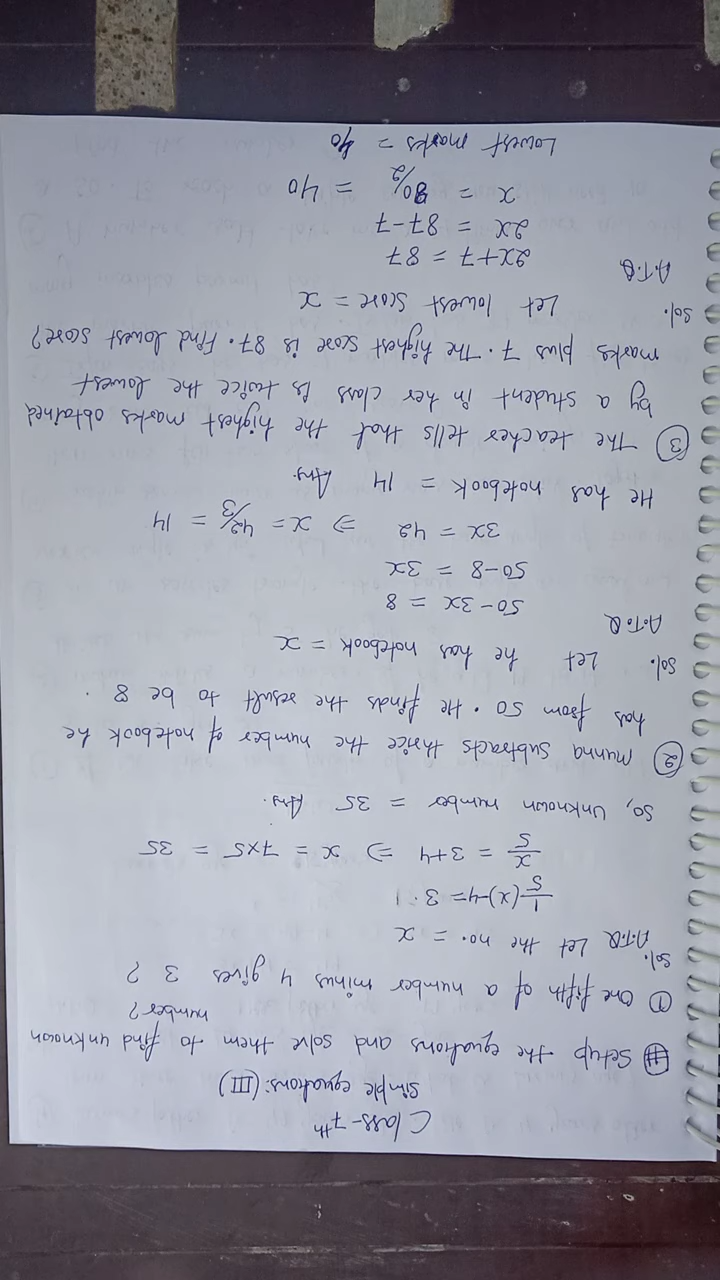 Class-7th
Simple equations: (III)
# Setup the equations and solve them to find unknown
number?
① One fifth of a number minus 4 gives 3 ?
Sol.
A.T.Q Let the no. = x
1/5 (x) - 4 = 3.
x/5 = 3+4 ⇒ x = 7×5 = 35
So, Unknown number = 35 Ans.
② Munna subtracts thrice the number of notebook he
has from 50. He finds the result to be 8.
Sol. Let he has notebook = x
A.T.Q
50-3x = 8
50-8 = 3x
3x = 42 ⇒ x = 42/3 = 14
He has notebook = 14 Ans.
③ The teacher tells that the highest marks obtained
by a student in her class is twice the lowest
marks plus 7. The highest score is 87. Find lowest score?
Sol. Let lowest score = x
A.T.Q
2x+7 = 87
2x = 87-7
x = 80/2 = 40
Lowest marks = 40